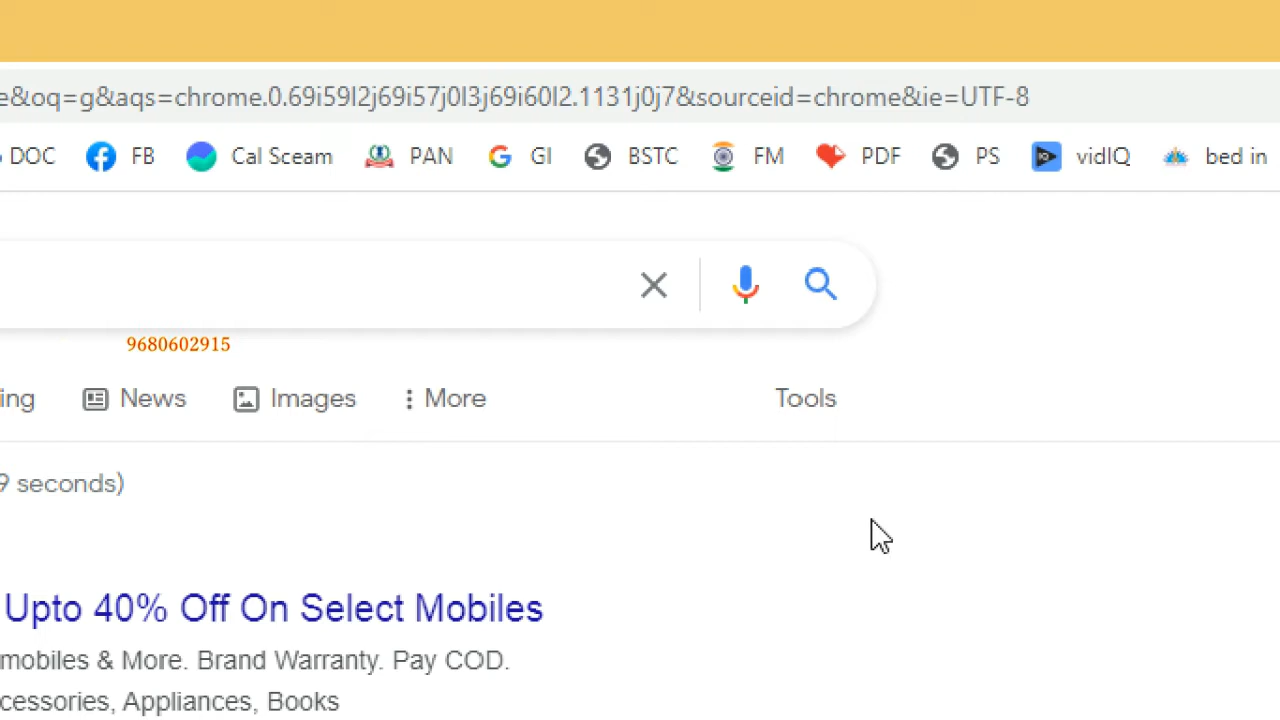 e&oq=g&aqs=chrome.0.69i59l2j69i57j0l3j69i60l2.1131j0j7&sourceid=chrome&ie=UTF-8
DOC FB Cal Sceam PAN GI BSTC FM PDF PS vidIQ bed in
9680602915
ing News Images More Tools
9 seconds)
Upto 40% Off On Select Mobiles
mobiles & More. Brand Warranty. Pay COD.
cessories, Appliances, Books